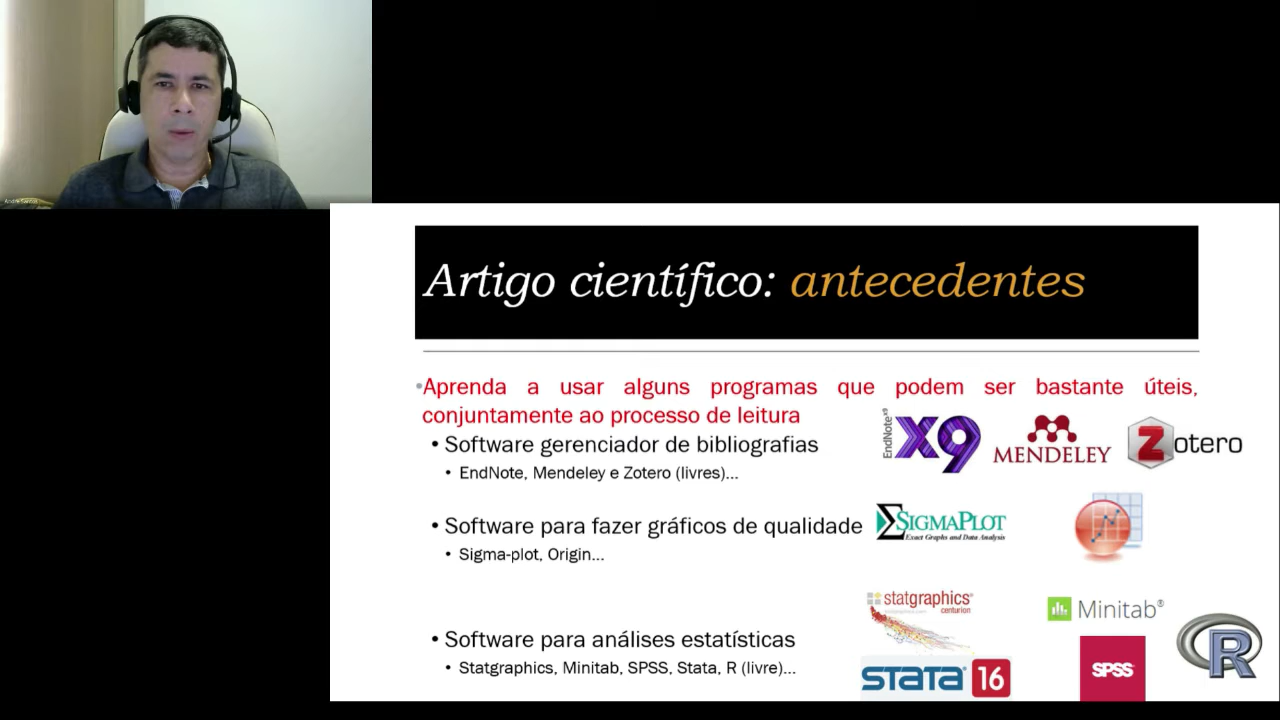 André Santos
Artigo científico: antecedentes
•Aprenda a usar alguns programas que podem ser bastante úteis,
conjuntamente ao processo de leitura
• Software gerenciador de bibliografias
• EndNote, Mendeley e Zotero (livres)...
EndNote x9
X9
MENDELEY
Zotero
• Software para fazer gráficos de qualidade
• Sigma-plot, Origin...
SIGMAPLOT
Exact Graphs and Data Analysis
• Software para análises estatísticas
• Statgraphics, Minitab, SPSS, Stata, R (livre)...
statgraphics
centurion
Minitab®
STATA 16
SPSS
R